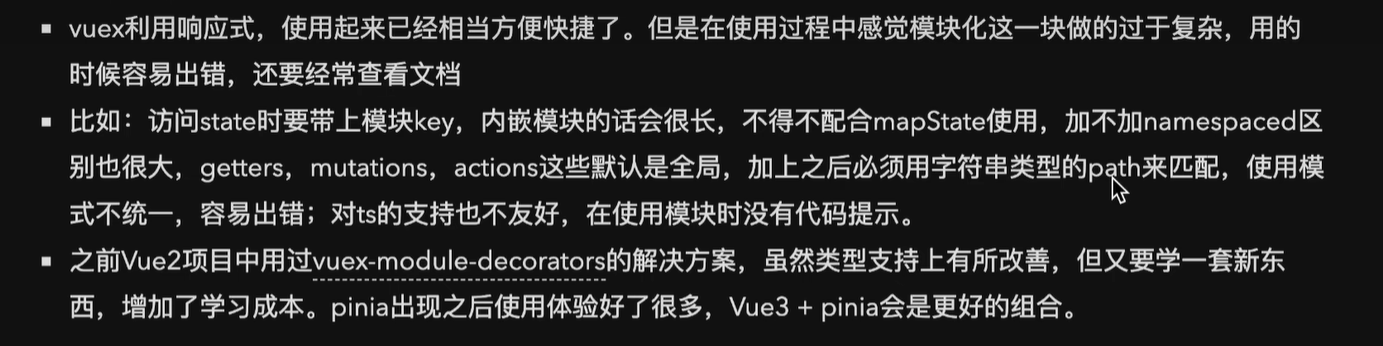 ▪ vuex利用响应式，使用起来已经相当方便快捷了。但是在使用过程中感觉模块化这一块做的过于复杂，用的
时候容易出错，还要经常查看文档
▪ 比如：访问state时要带上模块key，内嵌模块的话会很长，不得不配合mapState使用，加不加namespaced区
别也很大，getters，mutations，actions这些默认是全局，加上之后必须用字符串类型的path来匹配，使用模
式不统一，容易出错；对ts的支持也不友好，在使用模块时没有代码提示。
▪ 之前Vue2项目中用过vuex-module-decorators的解决方案，虽然类型支持上有所改善，但又要学一套新东
西，增加了学习成本。pinia出现之后使用体验好了很多，Vue3 + pinia会是更好的组合。